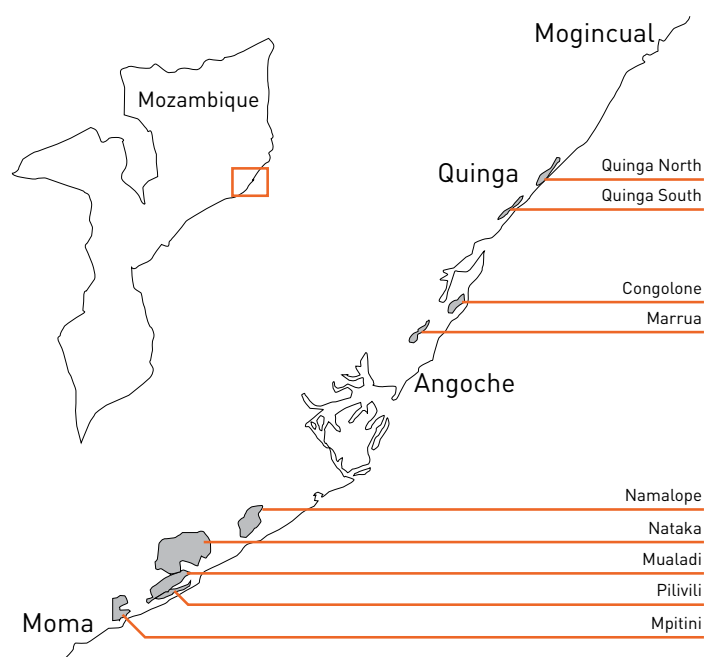 Mogincual
Mozambique
Quinga North
Quinga
Quinga South
Congolone
Marrua
Angoche
Namalope
Nataka
Mualadi
Pilivili
Moma
Mpitini